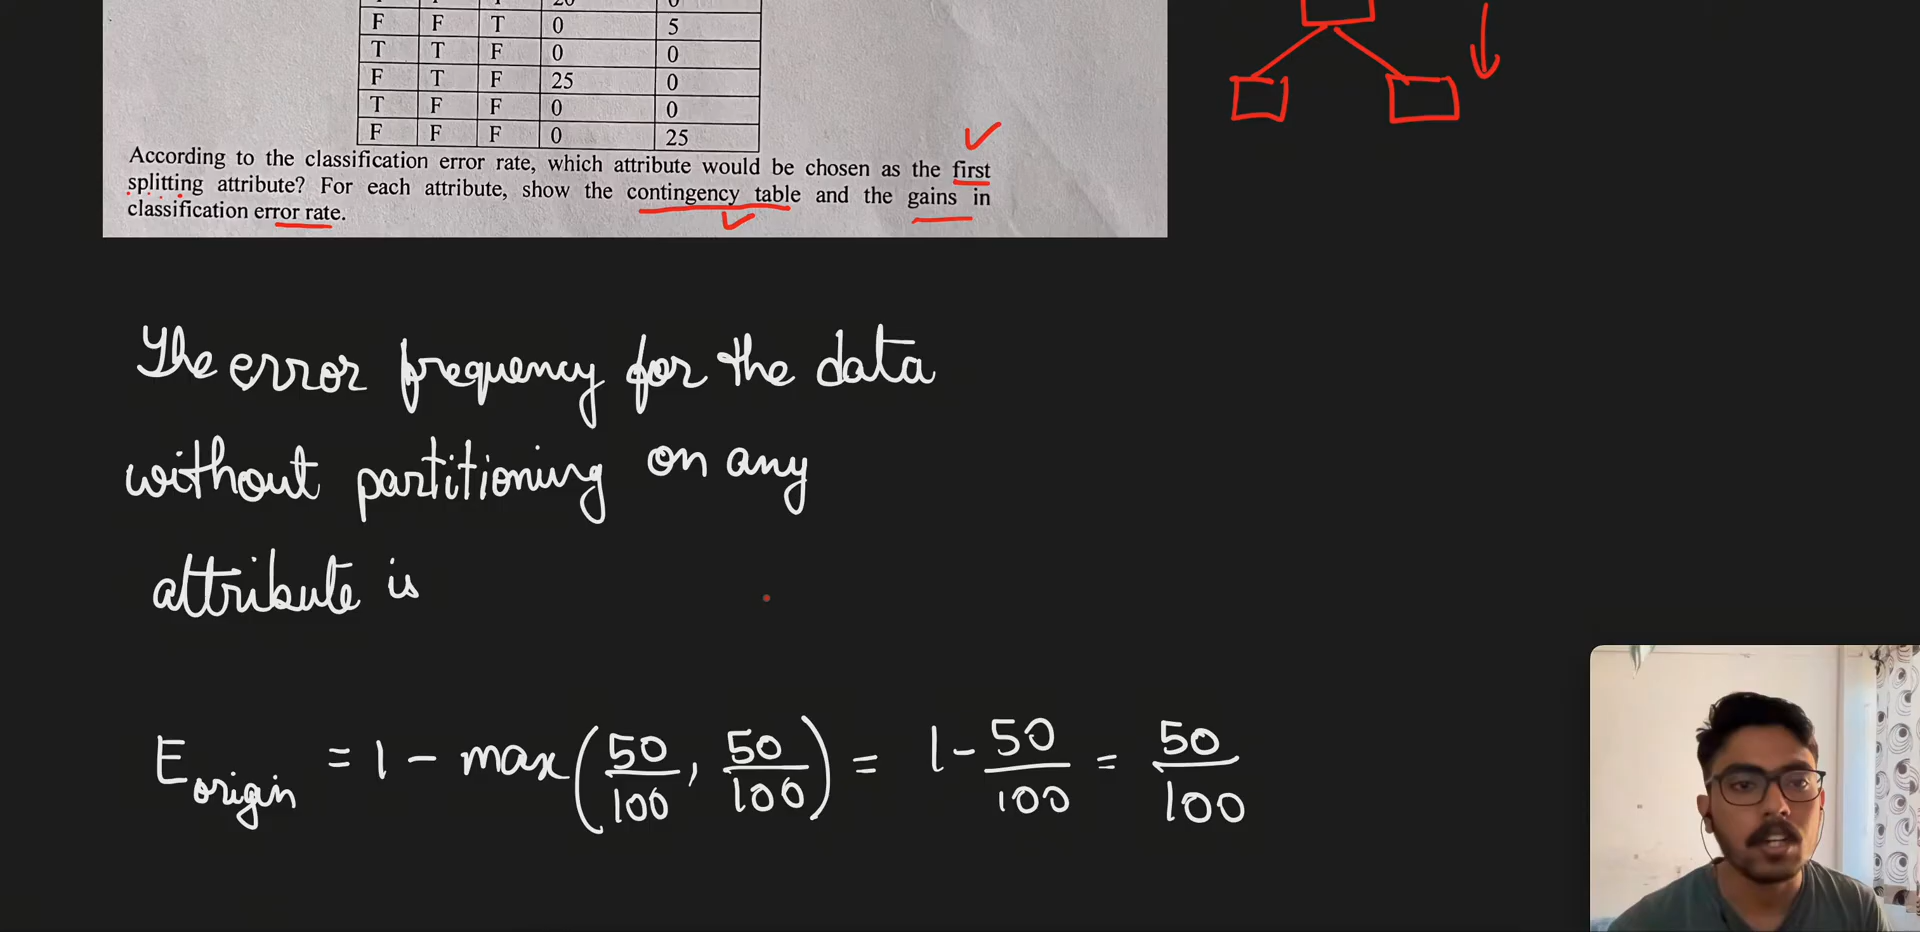 20 0
F F T 0 5
T T F 0 0
F T F 25 0
T F F 0 0
F F F 0 25
According to the classification error rate, which attribute would be chosen as the first
splitting attribute? For each attribute, show the contingency table and the gains in
classification error rate.
The error frequency for the data
without partitioning on any
attribute is
E origin = 1 - max(50/100, 50/100) = 1 - 50/100 = 50/100